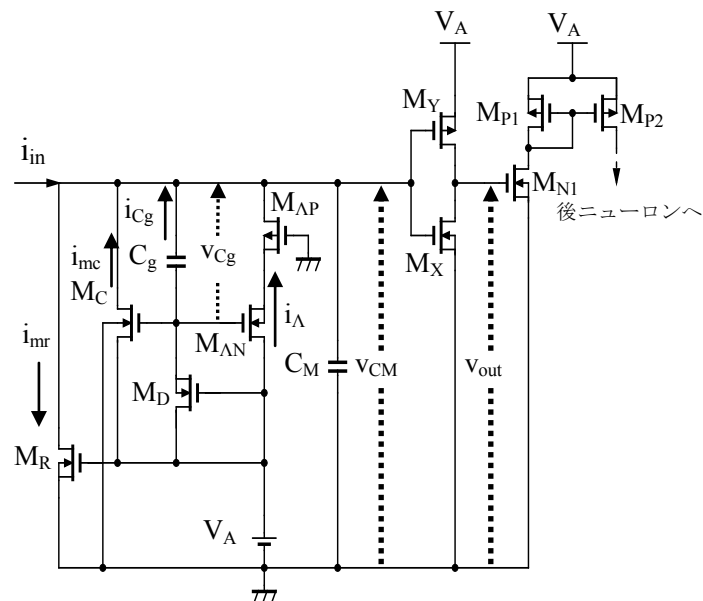 V_A
V_A
M_Y
M_P1
M_P2
i_in
M_N1
M_ΛP
i_Cg
v_Cg
後ニューロンへ
C_g
M_X
i_mc
M_C
i_Λ
i_mr
M_ΛN
C_M
v_CM
v_out
M_D
M_R
V_A